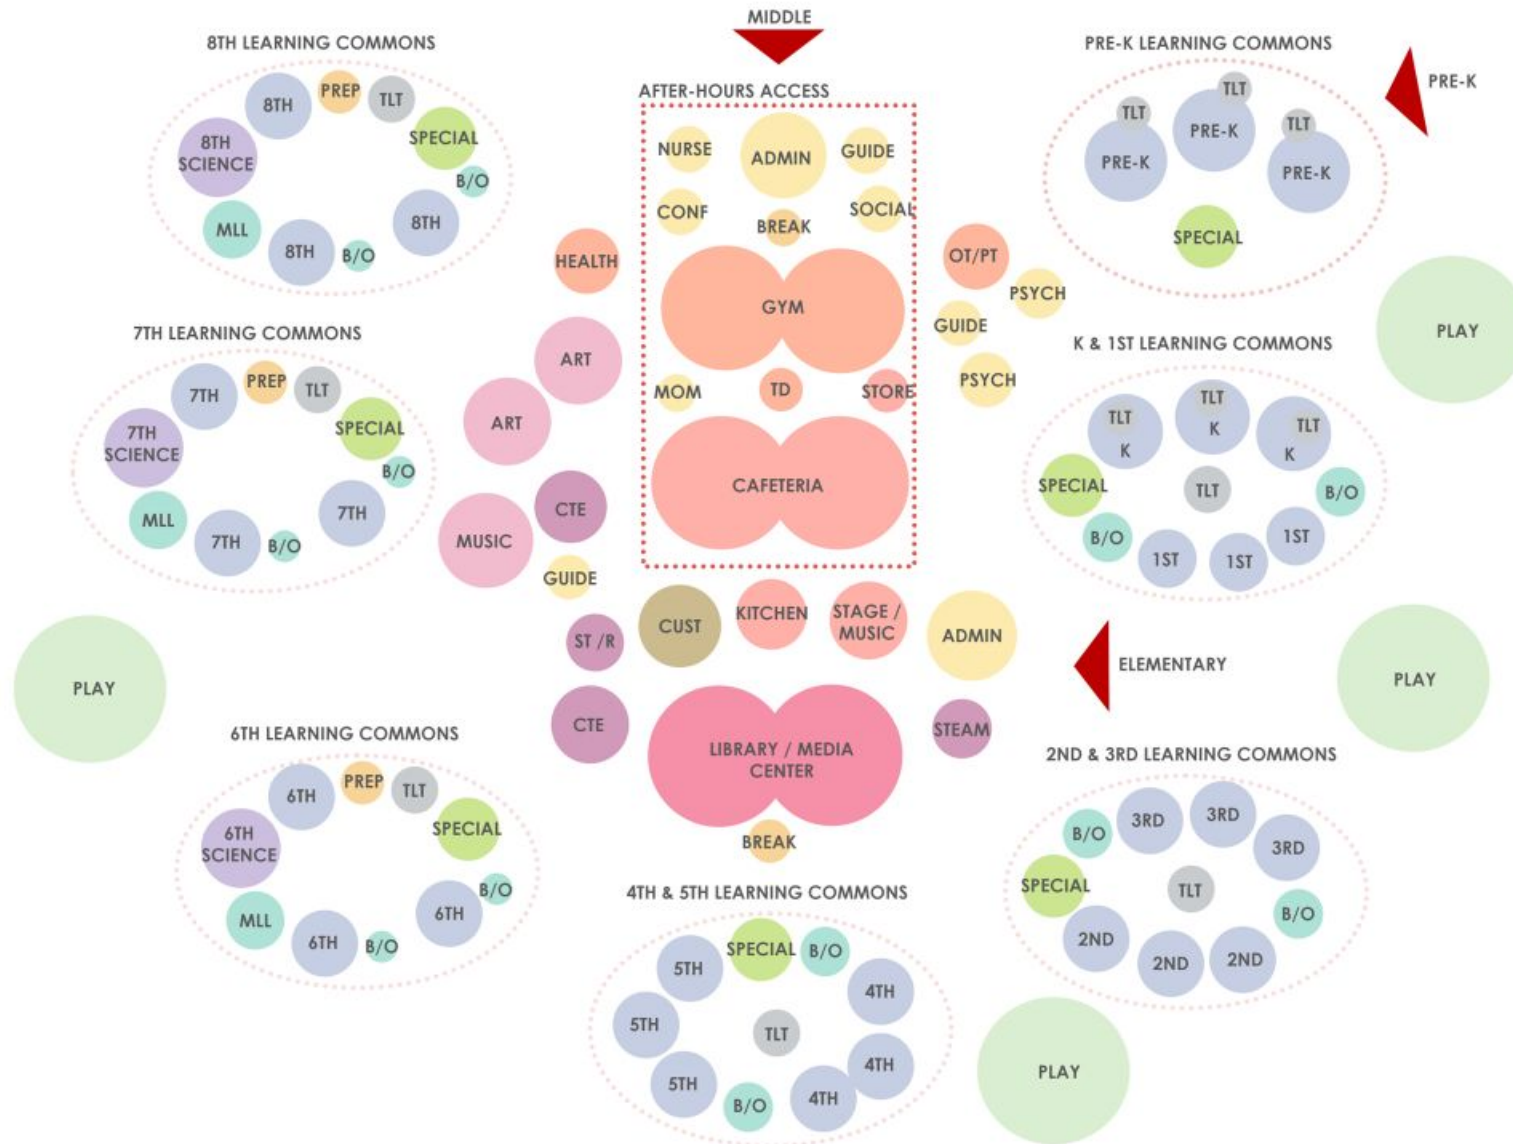 MIDDLE
8TH LEARNING COMMONS
PREP
TLT
8TH
SPECIAL
8TH
SCIENCE
B/O
MLL
8TH
8TH
B/O
7TH LEARNING COMMONS
PREP
TLT
7TH
SPECIAL
7TH
SCIENCE
B/O
MLL
7TH
7TH
B/O
PLAY
6TH LEARNING COMMONS
PREP
TLT
6TH
SPECIAL
6TH
SCIENCE
B/O
MLL
6TH
6TH
B/O
HEALTH
ART
ART
CTE
MUSIC
GUIDE
ST /R
CTE
AFTER-HOURS ACCESS
NURSE
ADMIN
GUIDE
CONF
SOCIAL
BREAK
GYM
MOM
TD
STORE
CAFETERIA
CUST
KITCHEN
STAGE /
MUSIC
ADMIN
LIBRARY / MEDIA
CENTER
STEAM
BREAK
4TH & 5TH LEARNING COMMONS
SPECIAL
B/O
5TH
4TH
5TH
TLT
5TH
4TH
4TH
B/O
OT/PT
PSYCH
GUIDE
PSYCH
PRE-K LEARNING COMMONS
PRE-K
TLT
TLT
TLT
PRE-K
PRE-K
PRE-K
SPECIAL
PLAY
K & 1ST LEARNING COMMONS
TLT
TLT
TLT
K
K
K
SPECIAL
TLT
B/O
B/O
1ST
1ST
1ST
ELEMENTARY
PLAY
2ND & 3RD LEARNING COMMONS
B/O
3RD
3RD
3RD
SPECIAL
TLT
B/O
2ND
2ND
2ND
PLAY